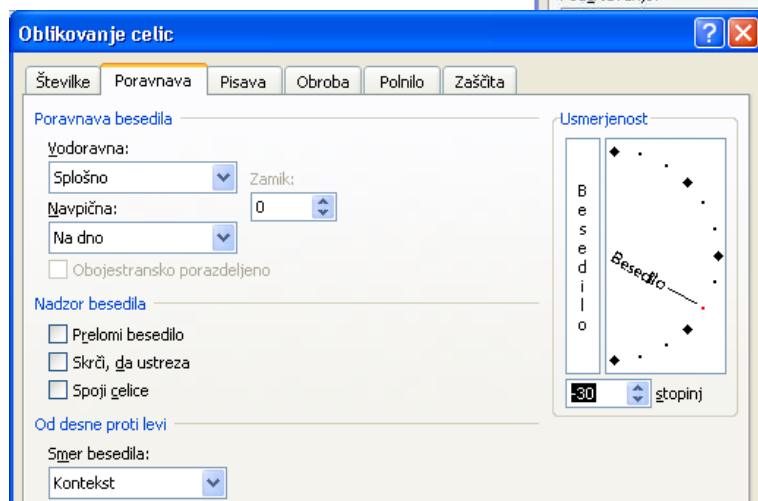 Oblikovanje celic
Številke Poravnava Pisava Obroba Polnilo Zaščita
Poravnava besedila
Vodoravna:
Splošno
Zamik:
Navpična:
0
Na dno
Obojestransko porazdeljeno
Nadzor besedila
Prelomi besedilo
Skrči, da ustreza
Spoji celice
Od desne proti levi
Smer besedila:
Kontekst
Usmerjenost
Besedilo
Besedilo
-30 stopinj